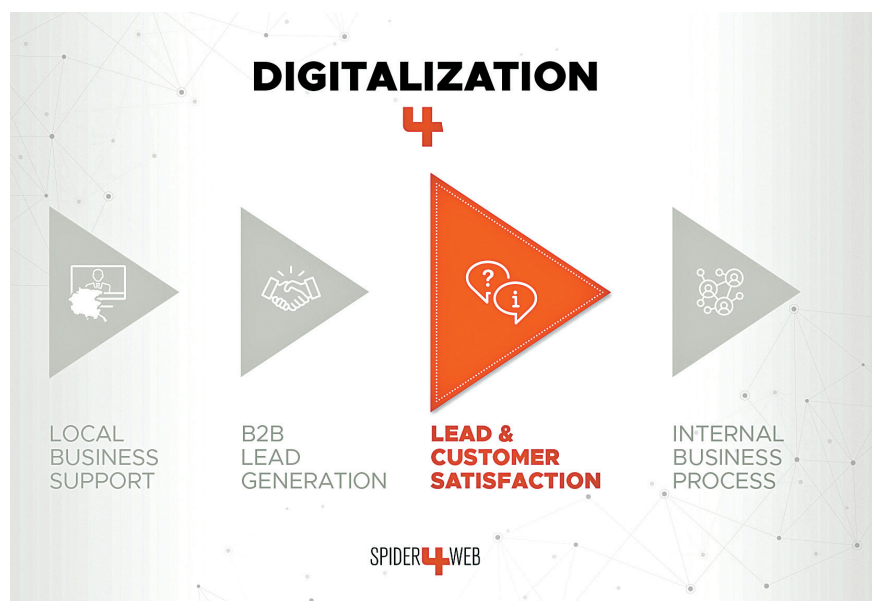 DIGITALIZATION
4
?
i
LOCAL
BUSINESS
SUPPORT
B2B
LEAD
GENERATION
LEAD &
CUSTOMER
SATISFACTION
INTERNAL
BUSINESS
PROCESS
SPIDER4WEB